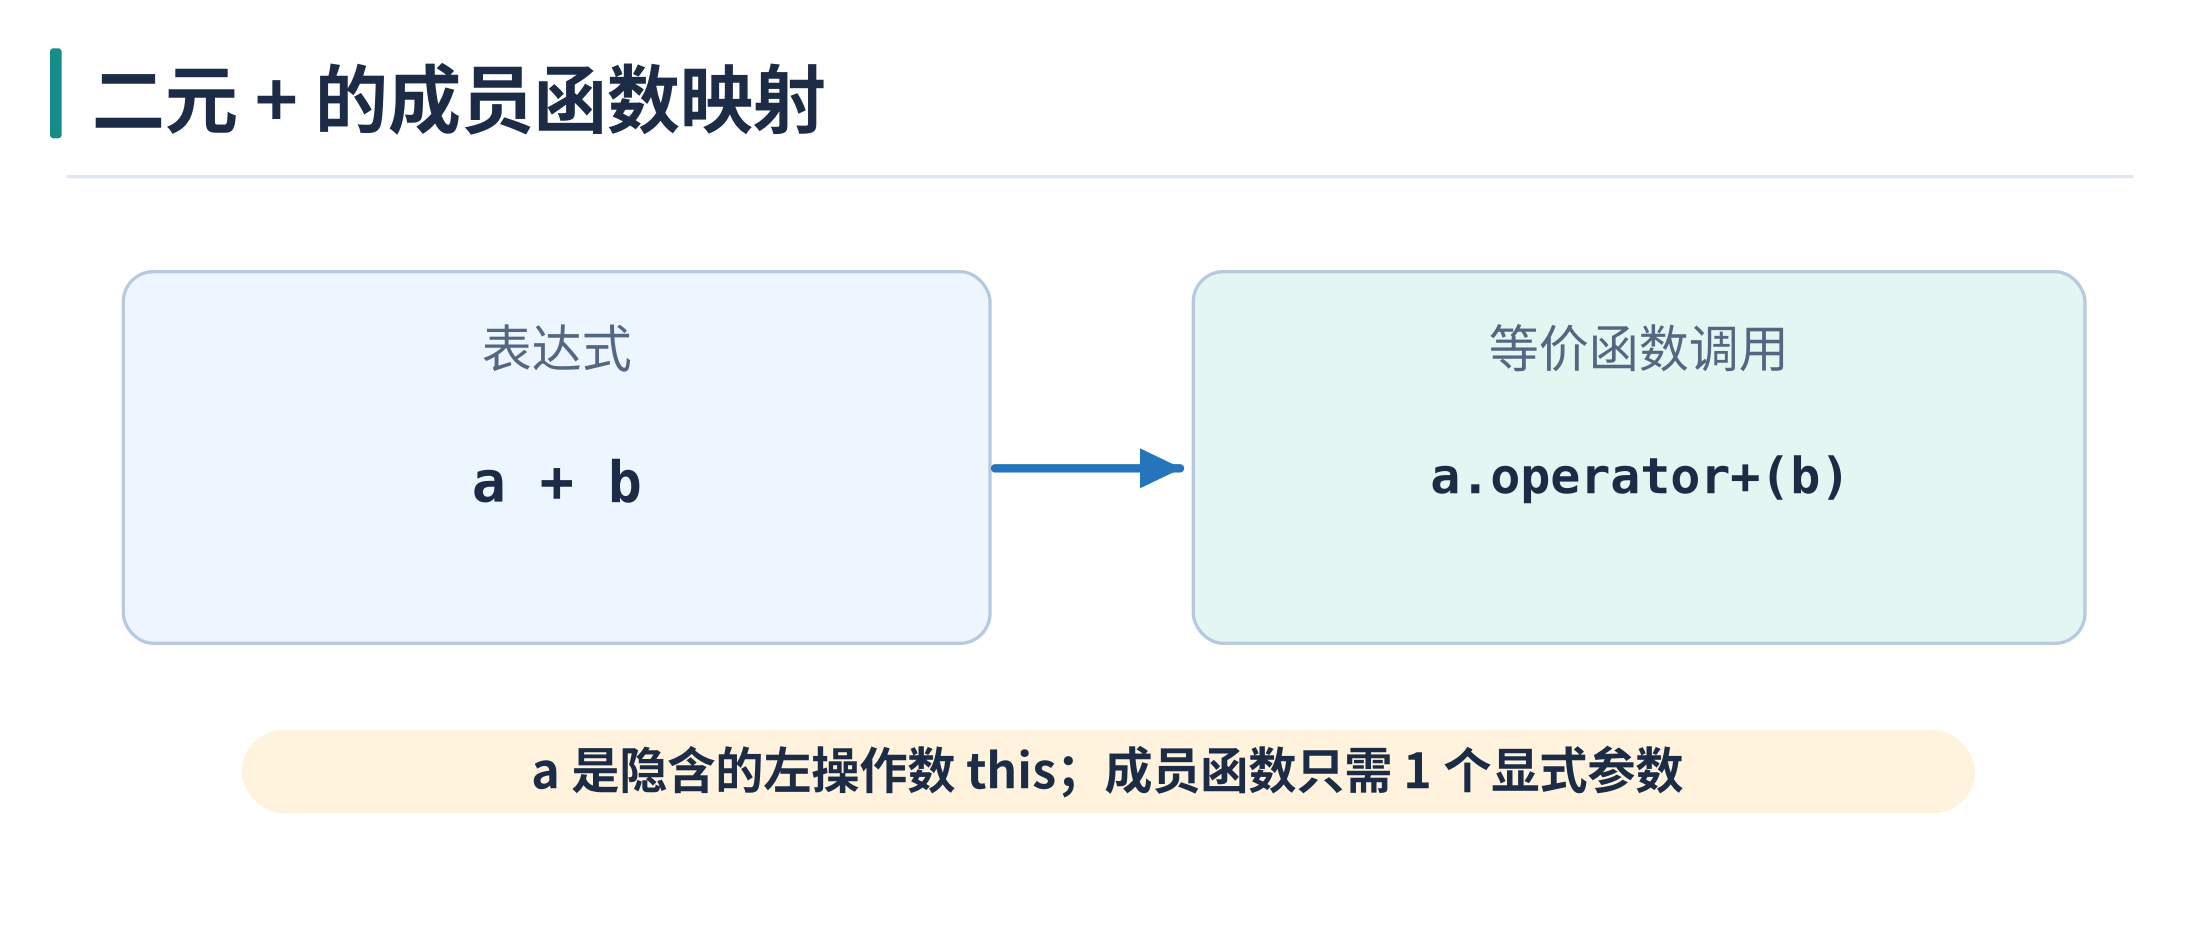 二元 + 的成员函数映射
表达式
a + b
等价函数调用
a.operator+(b)
a 是隐含的左操作数 this；成员函数只需 1 个显式参数